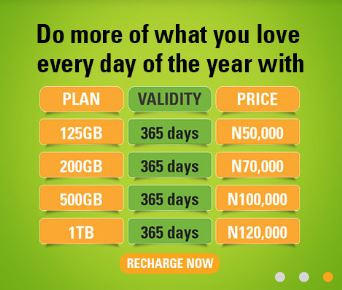 Do more of what you love
every day of the year with
PLAN VALIDITY PRICE
125GB 365 days N50,000
200GB 365 days N70,000
500GB 365 days N100,000
1TB 365 days N120,000
RECHARGE NOW